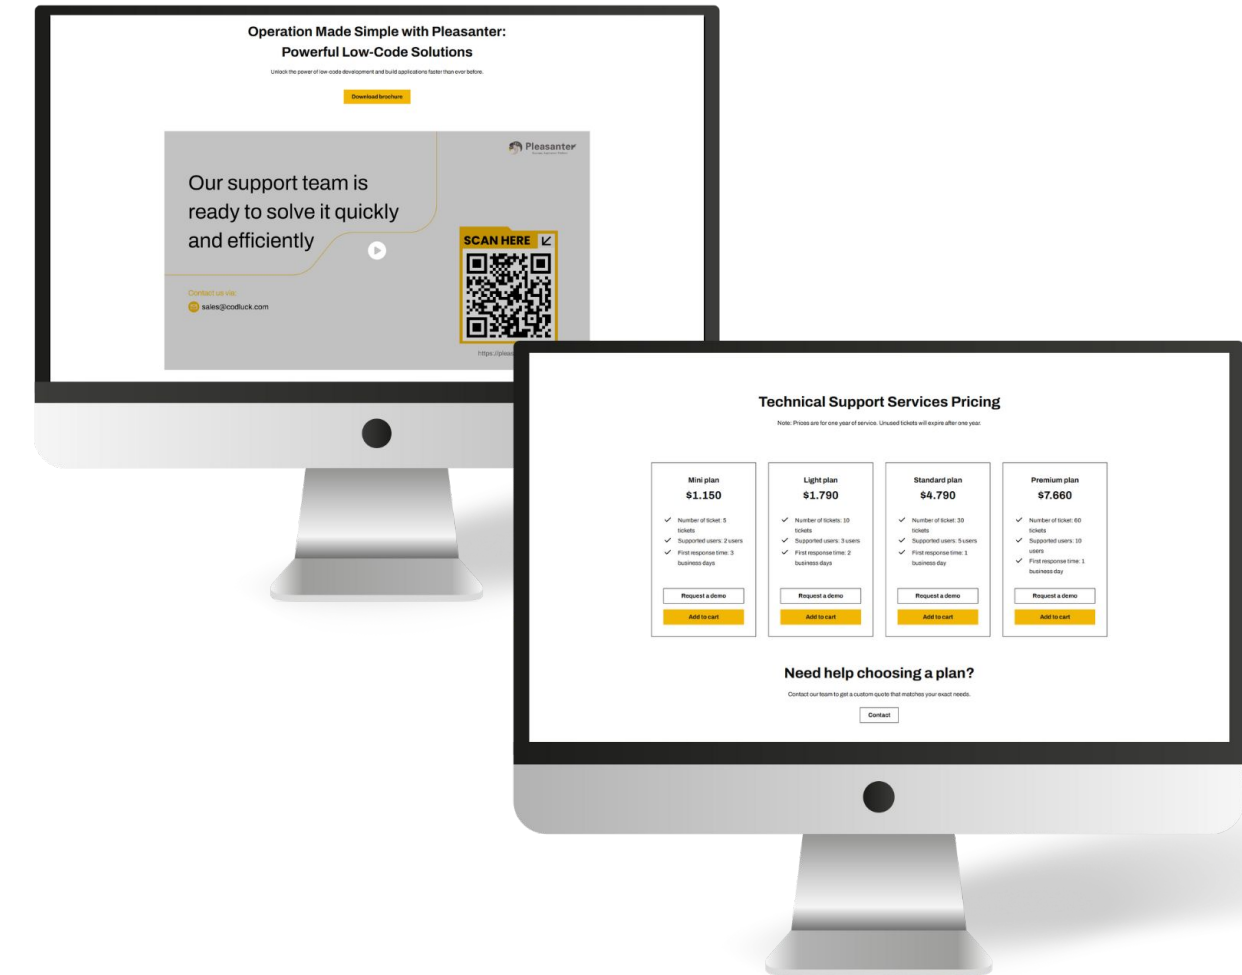 Operation Made Simple with Pleasanter:
Powerful Low-Code Solutions
Unlock the power of low-code development and build applications faster than ever before.
Download brochure
Pleasanter
Our support team is
ready to solve it quickly
and efficiently
SCAN HERE
Contact us via:
sales@codluck.com
Technical Support Services Pricing
Note: Prices are for one year of service. Unused tickets will expire after one year.
Mini plan
$1.150
Number of ticket: 5
tickets
Supported users: 2 users
First response time: 3
business days
Request a demo
Add to cart
Light plan
$1.790
Number of tickets: 10
tickets
Supported users: 3 users
First response time: 2
business days
Request a demo
Add to cart
Standard plan
$4.790
Number of ticket: 30
tickets
Supported users: 5 users
First response time: 1
business day
Request a demo
Add to cart
Premium plan
$7.660
Number of ticket: 60
tickets
Supported users: 10
users
First response time: 1
business day
Request a demo
Add to cart
Need help choosing a plan?
Contact our team to get a custom quote that matches your exact needs.
Contact